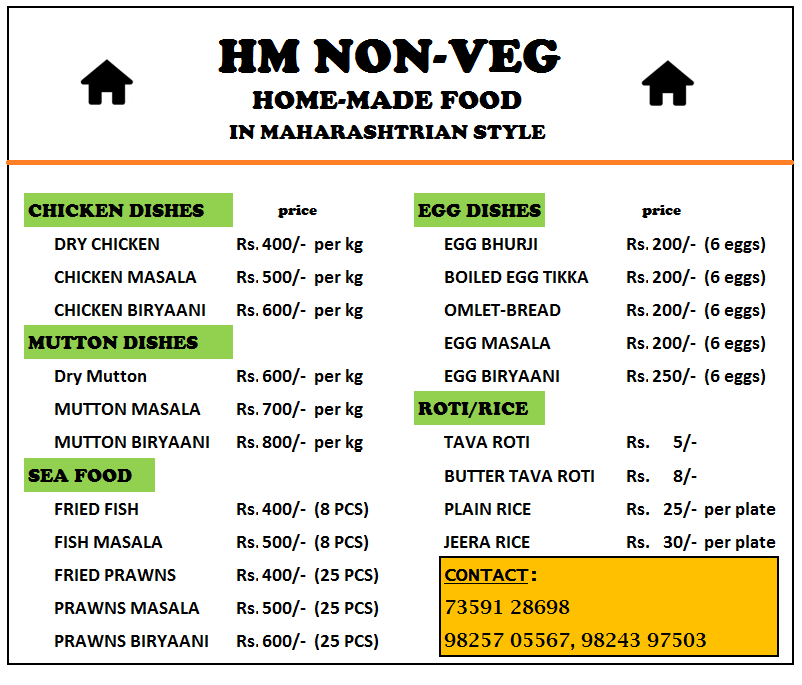 HM NON-VEG
HOME-MADE FOOD
IN MAHARASHTRIAN STYLE
CHICKEN DISHES price
DRY CHICKEN Rs. 400/- per kg
CHICKEN MASALA Rs. 500/- per kg
CHICKEN BIRYAANI Rs. 600/- per kg
MUTTON DISHES
Dry Mutton Rs. 600/- per kg
MUTTON MASALA Rs. 700/- per kg
MUTTON BIRYAANI Rs. 800/- per kg
SEA FOOD
FRIED FISH Rs. 400/- (8 PCS)
FISH MASALA Rs. 500/- (8 PCS)
FRIED PRAWNS Rs. 400/- (25 PCS)
PRAWNS MASALA Rs. 500/- (25 PCS)
PRAWNS BIRYAANI Rs. 600/- (25 PCS)
EGG DISHES price
EGG BHURJI Rs. 200/- (6 eggs)
BOILED EGG TIKKA Rs. 200/- (6 eggs)
OMLET-BREAD Rs. 200/- (6 eggs)
EGG MASALA Rs. 200/- (6 eggs)
EGG BIRYAANI Rs. 250/- (6 eggs)
ROTI/RICE
TAVA ROTI Rs. 5/-
BUTTER TAVA ROTI Rs. 8/-
PLAIN RICE Rs. 25/- per plate
JEERA RICE Rs. 30/- per plate
CONTACT :
73591 28698
98257 05567, 98243 97503